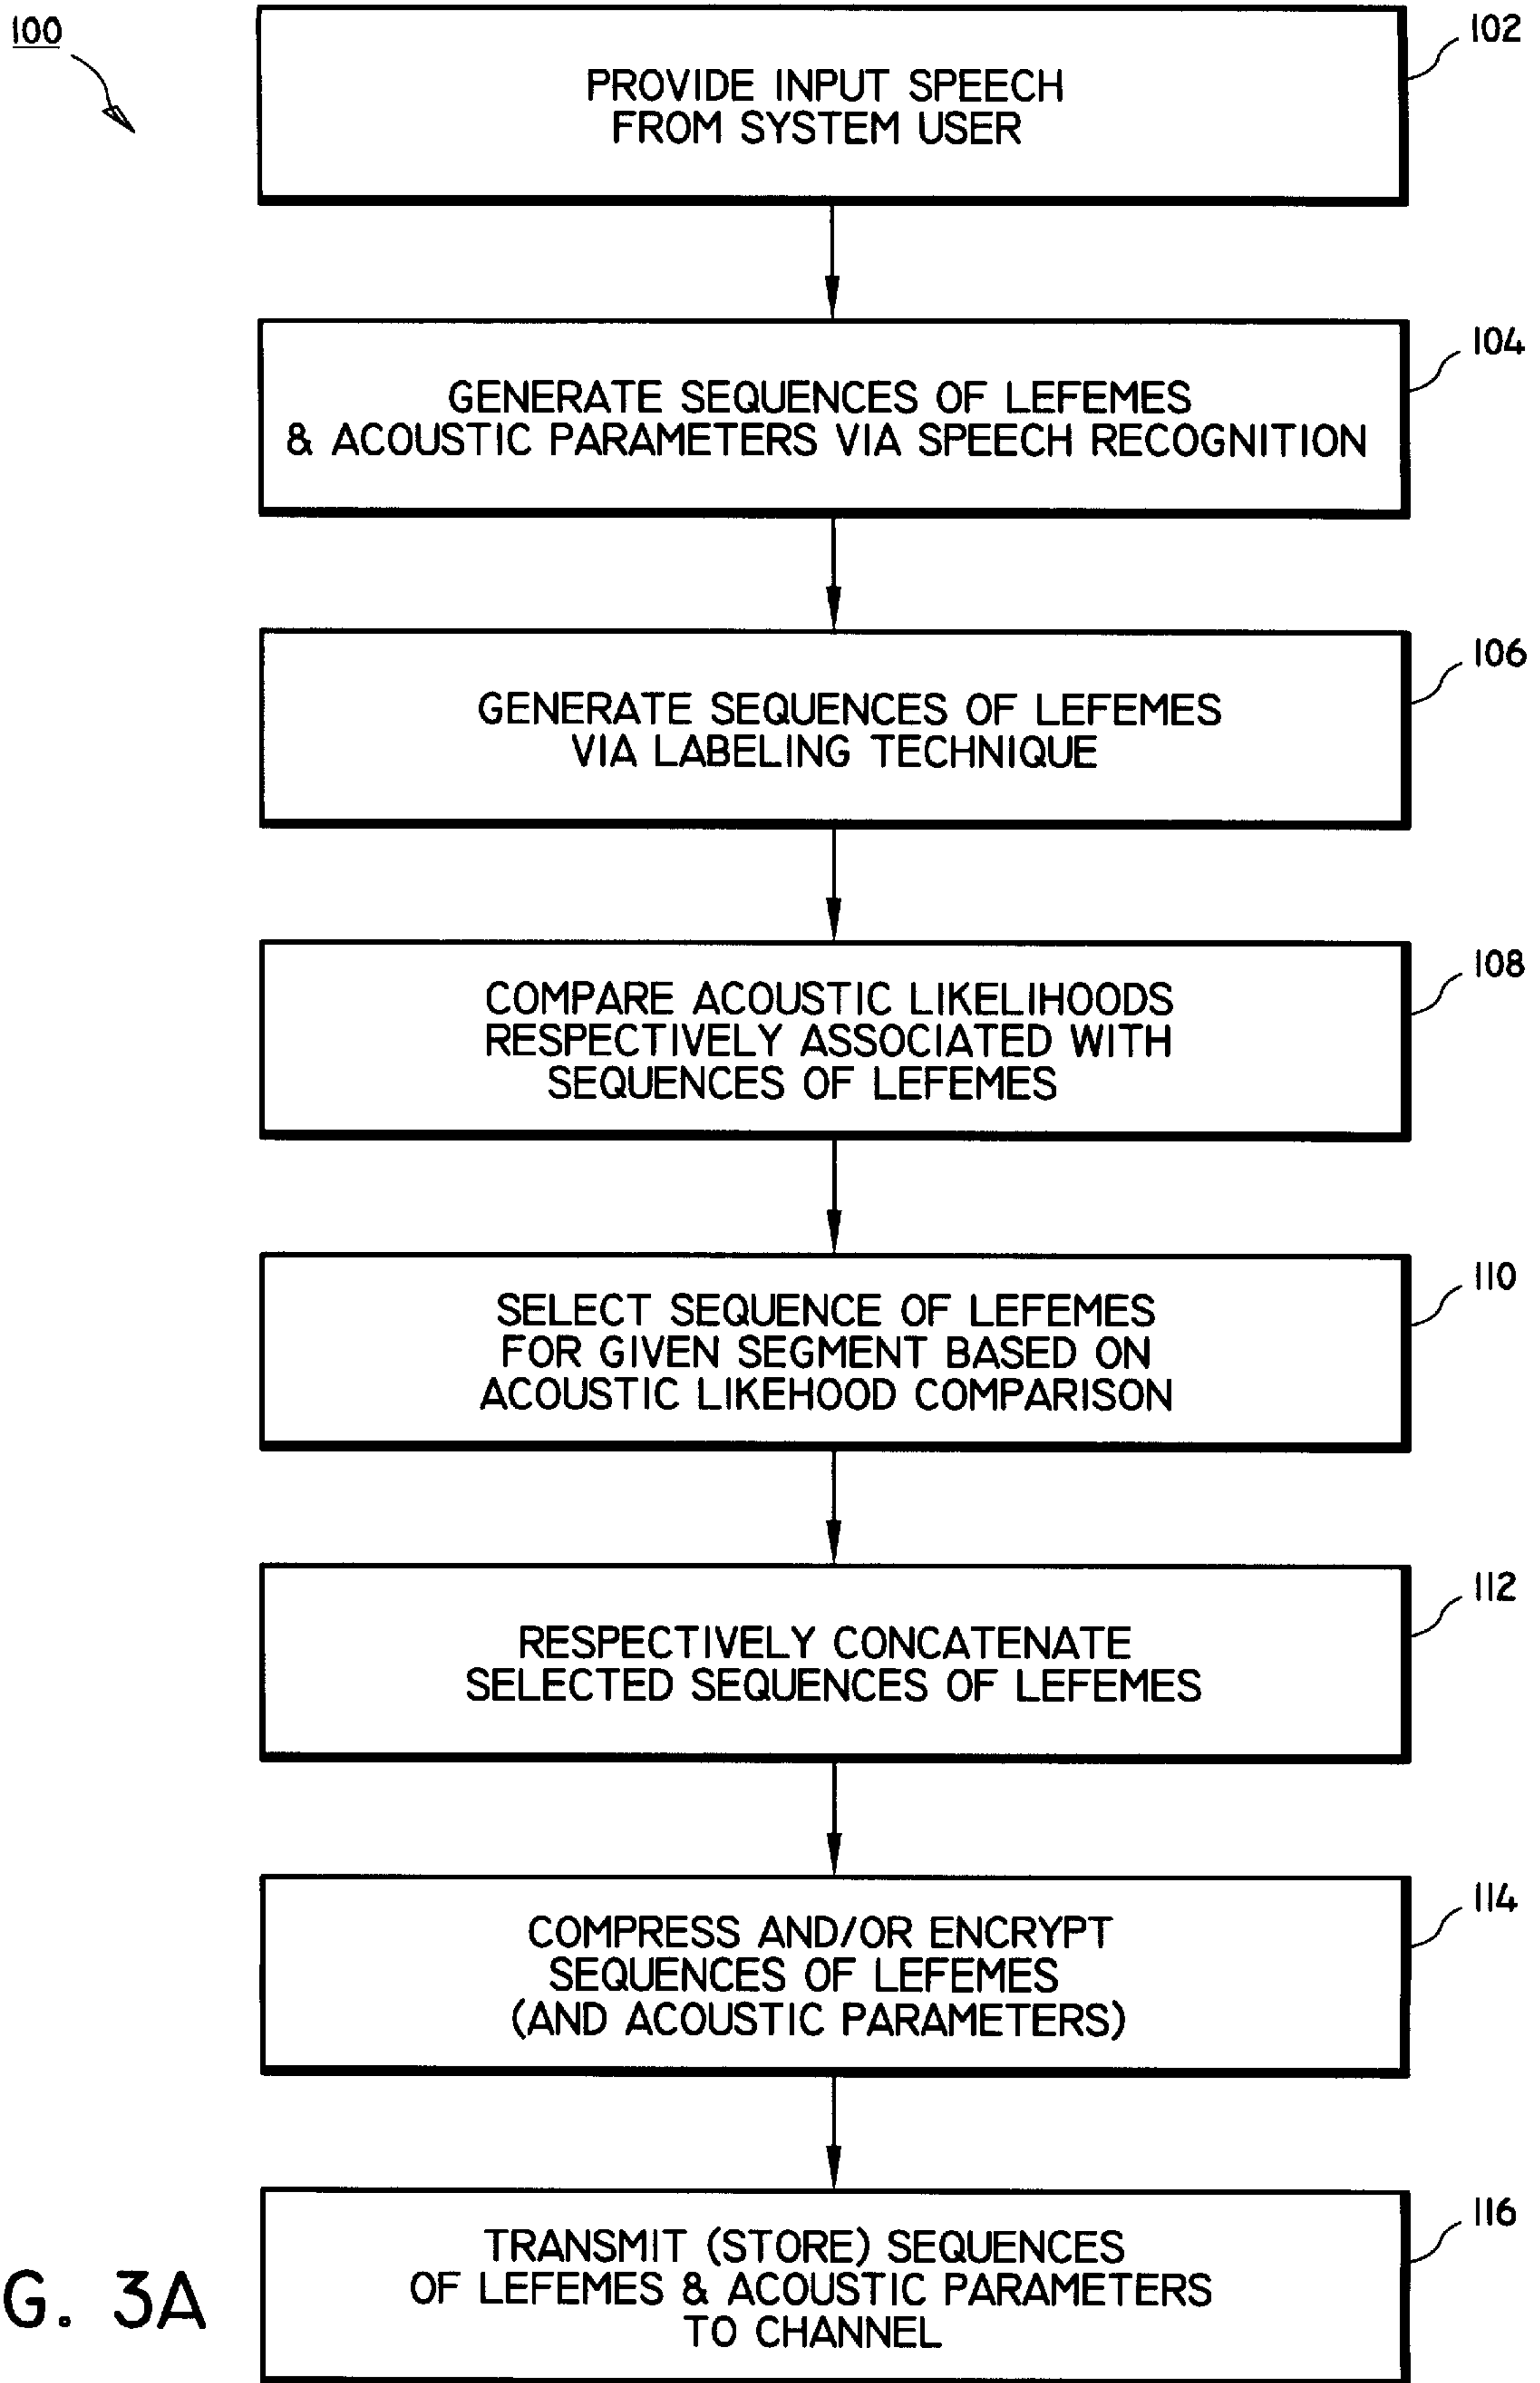 100
102
PROVIDE INPUT SPEECH
FROM SYSTEM USER
104
GENERATE SEQUENCES OF LEFEMES
& ACOUSTIC PARAMETERS VIA SPEECH RECOGNITION
106
GENERATE SEQUENCES OF LEFEMES
VIA LABELING TECHNIQUE
108
COMPARE ACOUSTIC LIKELIHOODS
RESPECTIVELY ASSOCIATED WITH
SEQUENCES OF LEFEMES
110
SELECT SEQUENCE OF LEFEMES
FOR GIVEN SEGMENT BASED ON
ACOUSTIC LIKEHOOD COMPARISON
112
RESPECTIVELY CONCATENATE
SELECTED SEQUENCES OF LEFEMES
114
COMPRESS AND/OR ENCRYPT
SEQUENCES OF LEFEMES
(AND ACOUSTIC PARAMETERS)
116
TRANSMIT (STORE) SEQUENCES
OF LEFEMES & ACOUSTIC PARAMETERS
TO CHANNEL
G. 3A